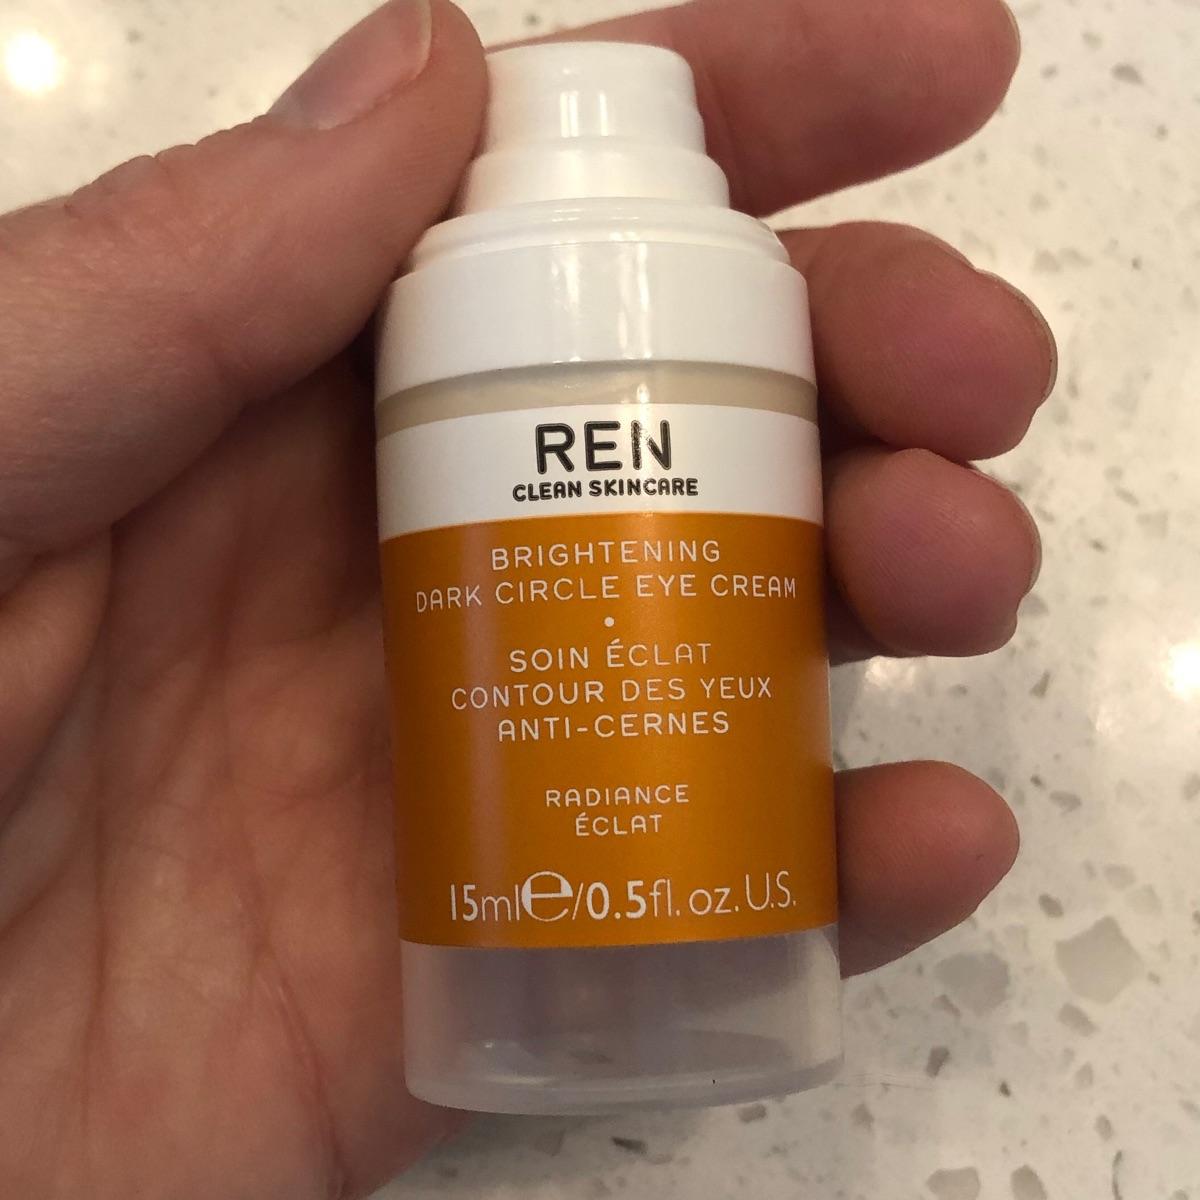 REN
CLEAN SKINCARE
BRIGHTENING
DARK CIRCLE EYE CREAM
•
SOIN ÉCLAT
CONTOUR DES YEUX
ANTI-CERNES
RADIANCE
ÉCLAT
15ml℮/0.5fl. oz. U.S.